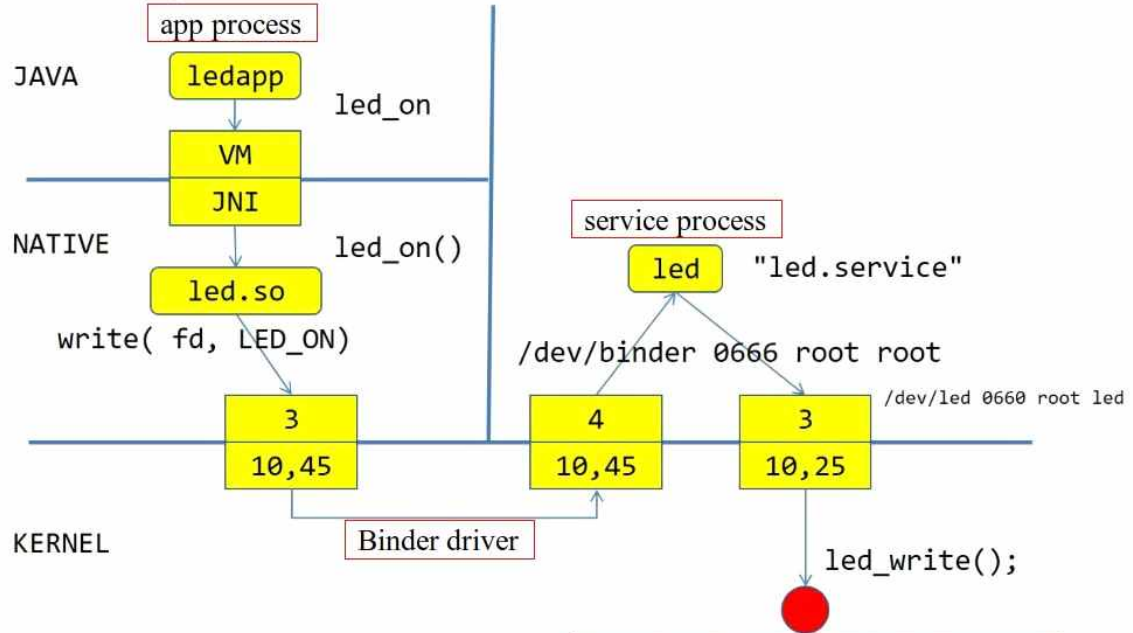 app process
JAVA
ledapp
led_on
VM
JNI
service process
NATIVE
led_on()
led
"led.service"
led.so
write( fd, LED_ON)
/dev/binder 0666 root root
/dev/led 0660 root led
3
4
3
10,45
10,45
10,25
KERNEL
Binder driver
led_write();